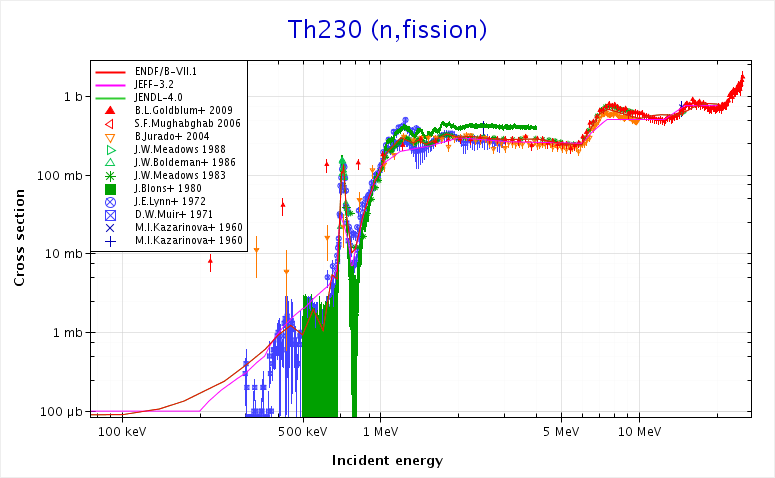 Th230 (n,fission)
ENDF/B-VII.1
JEFF-3.2
JENDL-4.0
B.L.Goldblum+ 2009
S.F.Mughabghab 2006
B.Jurado+ 2004
J.W.Meadows 1988
J.W.Boldeman+ 1986
J.W.Meadows 1983
J.Blons+ 1980
J.E.Lynn+ 1972
D.W.Muir+ 1971
M.I.Kazarinova+ 1960
M.I.Kazarinova+ 1960
Cross section
1 b
100 mb
10 mb
1 mb
100 µb
100 keV
500 keV
1 MeV
5 MeV
10 MeV
Incident energy